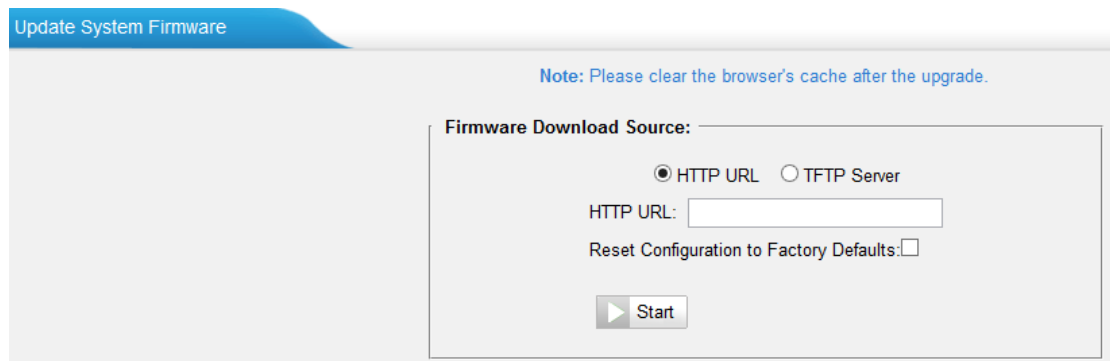 Update System Firmware
Note: Please clear the browser's cache after the upgrade.
Firmware Download Source:
HTTP URL TFTP Server
HTTP URL:
Reset Configuration to Factory Defaults:
Start